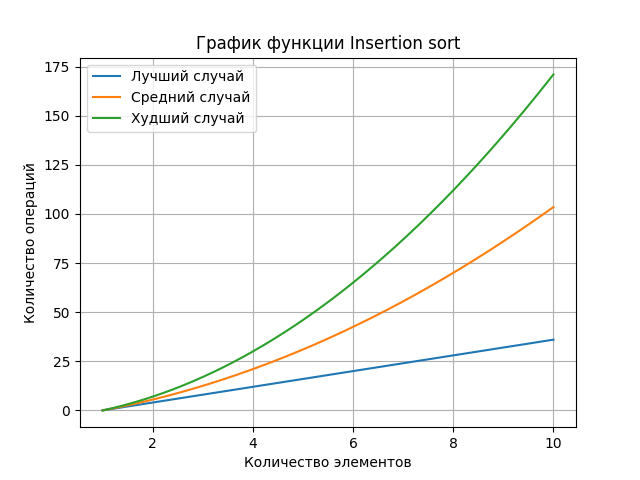 График функции Insertion sort
Лучший случай
Средний случай
Худший случай
Количество операций
175
150
125
100
75
50
25
0
2
4
6
8
10
Количество элементов